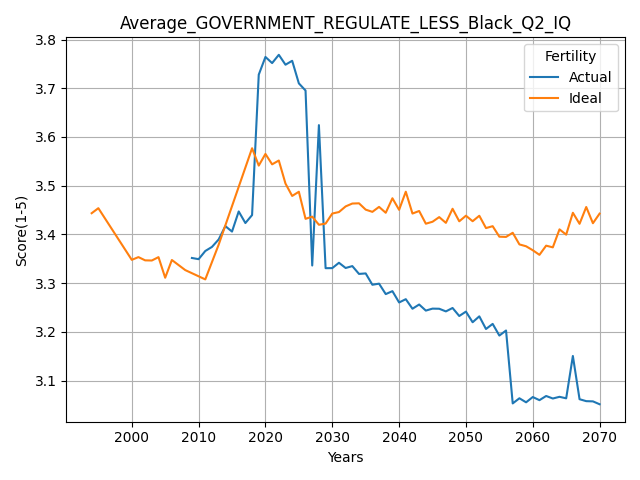 Average_GOVERNMENT_REGULATE_LESS_Black_Q2_IQ
Fertility
Actual
Ideal
Score(1-5)
3.8
3.7
3.6
3.5
3.4
3.3
3.2
3.1
2000 2010 2020 2030 2040 2050 2060 2070
Years